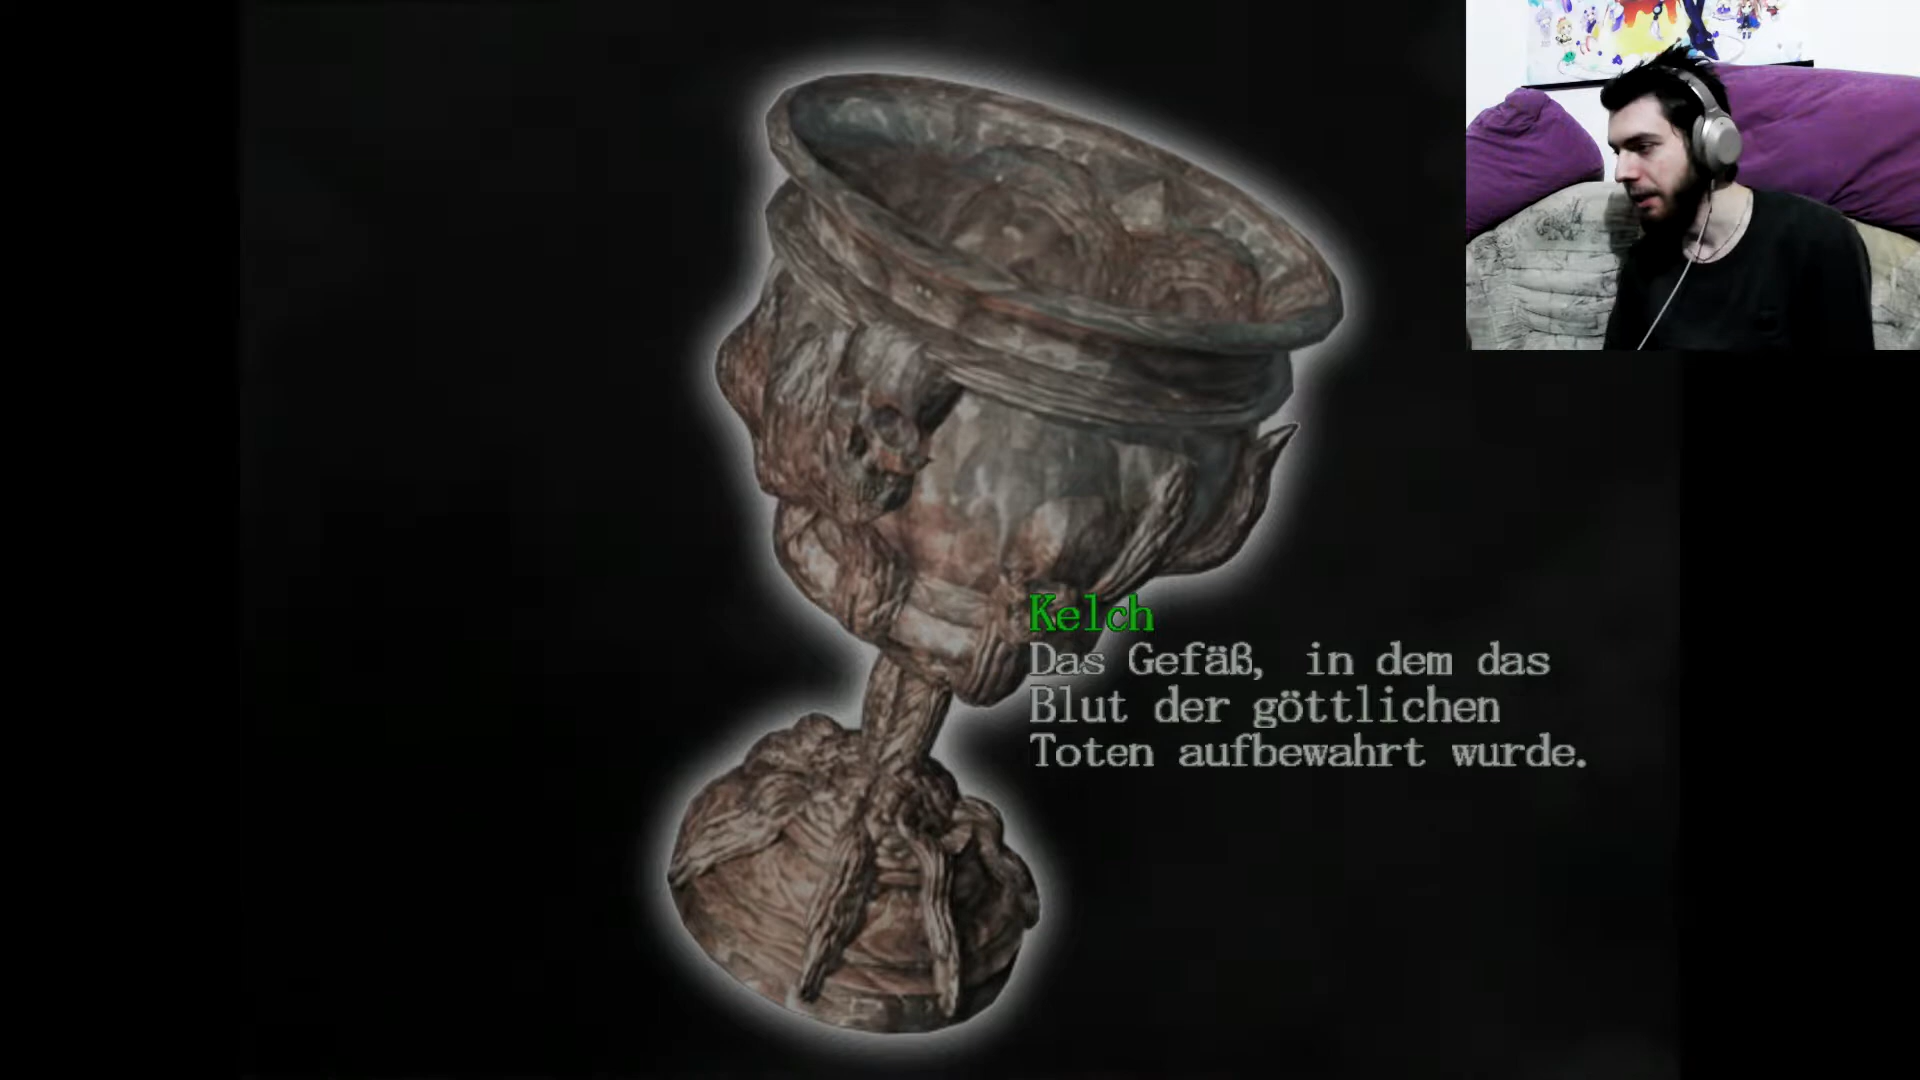 Kelch
Das Gefäß, in dem das
Blut der göttlichen
Toten aufbewahrt wurde.